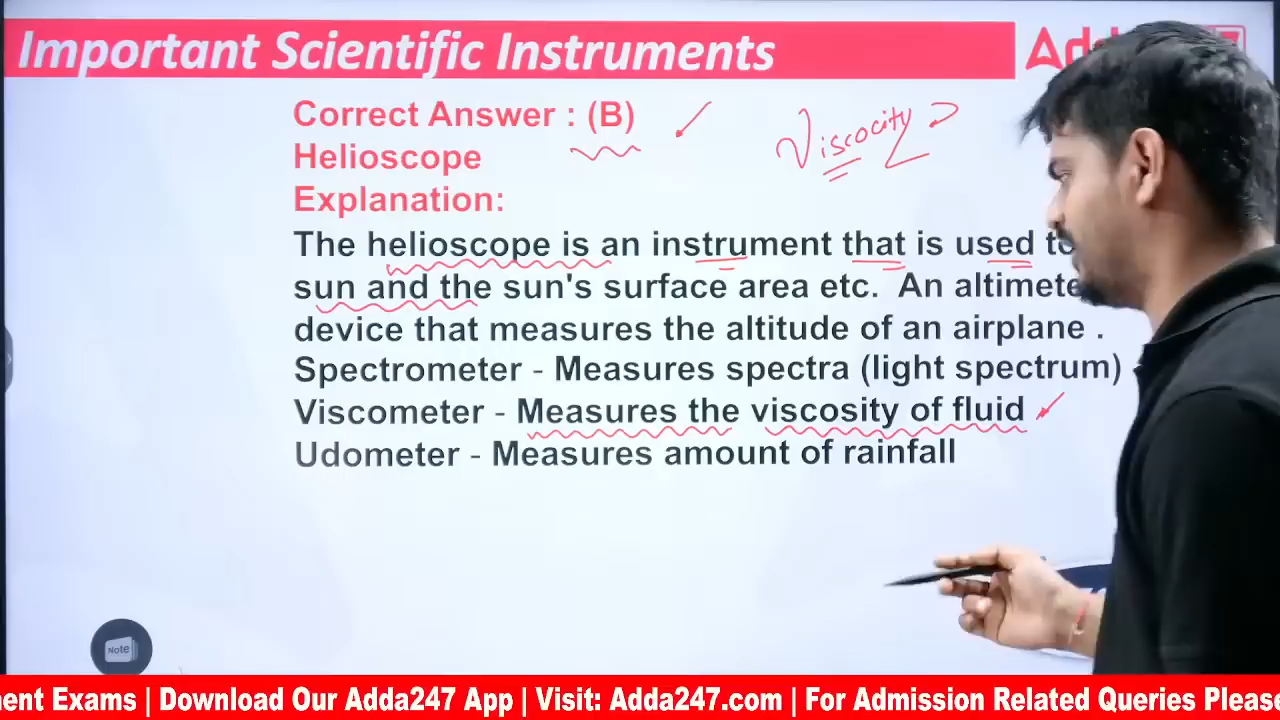 Important Scientific Instruments
Adda247
Correct Answer : (B)
Viscocity
Helioscope
Explanation:
The helioscope is an instrument that is used to
sun and the sun's surface area etc. An altimete
device that measures the altitude of an airplane .
Spectrometer - Measures spectra (light spectrum)
Viscometer - Measures the viscosity of fluid
Udometer - Measures amount of rainfall
Note
ment Exams | Download Our Adda247 App | Visit: Adda247.com | For Admission Related Queries Please